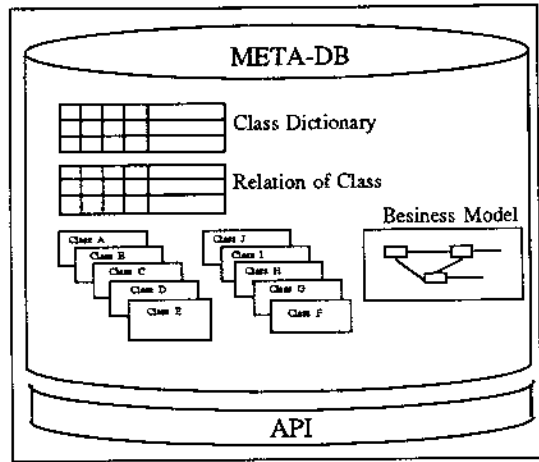 META-DB
Class Dictionary
Relation of Class
Besiness Model
Class A
Class B
Class C
Class D
Class E
Class J
Class I
Class H
Class G
Class F
API